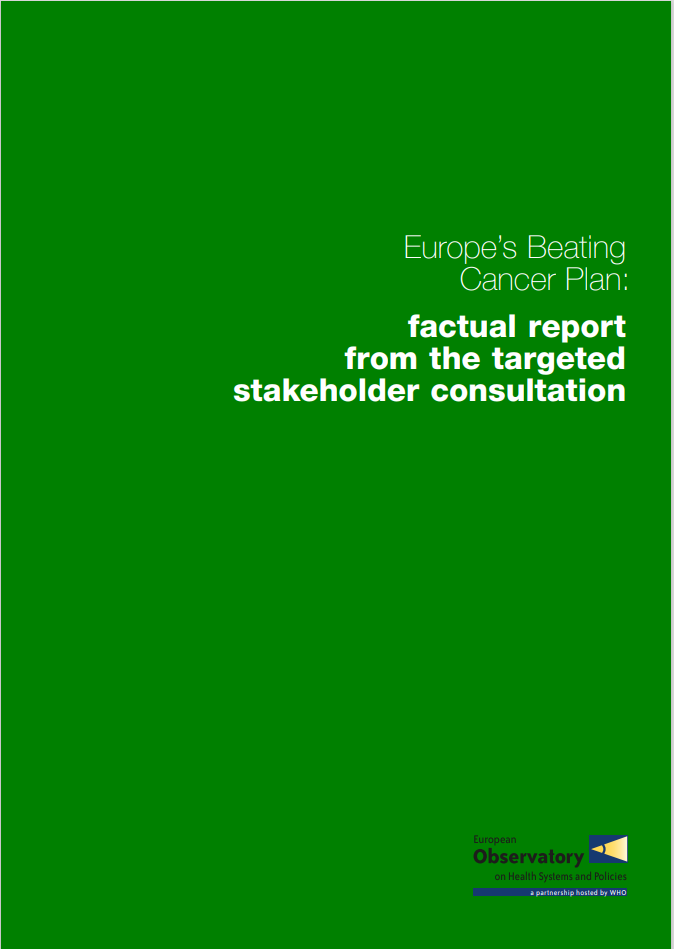 Europe’s Beating
Cancer Plan:
factual report
from the targeted
stakeholder consultation
European
Observatory
on Health Systems and Policies
a partnership hosted by WHO